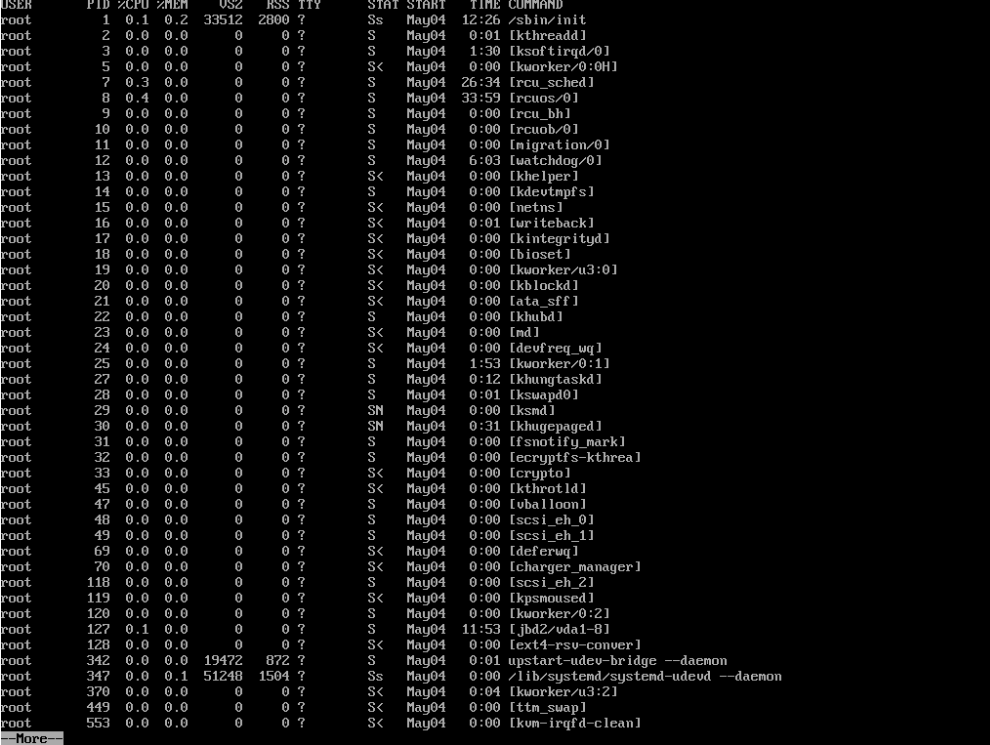 USER       PID %CPU %MEM    VSZ   RSS TTY      STAT START   TIME COMMAND
root         1  0.1  0.2  33512  2800 ?        Ss   May04  12:26 /sbin/init
root         2  0.0  0.0      0     0 ?        S    May04   0:01 [kthreadd]
root         3  0.0  0.0      0     0 ?        S    May04   1:30 [ksoftirqd/0]
root         5  0.0  0.0      0     0 ?        S<   May04   0:00 [kworker/0:0H]
root         7  0.3  0.0      0     0 ?        S    May04  26:34 [rcu_sched]
root         8  0.4  0.0      0     0 ?        S    May04  33:59 [rcuos/0]
root         9  0.0  0.0      0     0 ?        S    May04   0:00 [rcu_bh]
root        10  0.0  0.0      0     0 ?        S    May04   0:00 [rcuob/0]
root        11  0.0  0.0      0     0 ?        S    May04   0:00 [migration/0]
root        12  0.0  0.0      0     0 ?        S    May04   6:03 [watchdog/0]
root        13  0.0  0.0      0     0 ?        S<   May04   0:00 [khelper]
root        14  0.0  0.0      0     0 ?        S    May04   0:00 [kdevtmpfs]
root        15  0.0  0.0      0     0 ?        S<   May04   0:00 [netns]
root        16  0.0  0.0      0     0 ?        S<   May04   0:01 [writeback]
root        17  0.0  0.0      0     0 ?        S<   May04   0:00 [kintegrityd]
root        18  0.0  0.0      0     0 ?        S<   May04   0:00 [bioset]
root        19  0.0  0.0      0     0 ?        S<   May04   0:00 [kworker/u3:0]
root        20  0.0  0.0      0     0 ?        S<   May04   0:00 [kblockd]
root        21  0.0  0.0      0     0 ?        S<   May04   0:00 [ata_sff]
root        22  0.0  0.0      0     0 ?        S    May04   0:00 [khubd]
root        23  0.0  0.0      0     0 ?        S<   May04   0:00 [md]
root        24  0.0  0.0      0     0 ?        S<   May04   0:00 [devfreq_wq]
root        25  0.0  0.0      0     0 ?        S    May04   1:53 [kworker/0:1]
root        27  0.0  0.0      0     0 ?        S    May04   0:12 [khungtaskd]
root        28  0.0  0.0      0     0 ?        S    May04   0:01 [kswapd0]
root        29  0.0  0.0      0     0 ?        SN   May04   0:00 [ksmd]
root        30  0.0  0.0      0     0 ?        SN   May04   0:31 [khugepaged]
root        31  0.0  0.0      0     0 ?        S    May04   0:00 [fsnotify_mark]
root        32  0.0  0.0      0     0 ?        S    May04   0:00 [ecryptfs-kthrea]
root        33  0.0  0.0      0     0 ?        S<   May04   0:00 [crypto]
root        45  0.0  0.0      0     0 ?        S<   May04   0:00 [kthrotld]
root        47  0.0  0.0      0     0 ?        S    May04   0:00 [vballoon]
root        48  0.0  0.0      0     0 ?        S    May04   0:00 [scsi_eh_0]
root        49  0.0  0.0      0     0 ?        S    May04   0:00 [scsi_eh_1]
root        69  0.0  0.0      0     0 ?        S<   May04   0:00 [deferwq]
root        70  0.0  0.0      0     0 ?        S<   May04   0:00 [charger_manager]
root       118  0.0  0.0      0     0 ?        S    May04   0:00 [scsi_eh_2]
root       119  0.0  0.0      0     0 ?        S<   May04   0:00 [kpsmoused]
root       120  0.0  0.0      0     0 ?        S    May04   0:00 [kworker/0:2]
root       127  0.1  0.0      0     0 ?        S    May04  11:53 [jbd2/vda1-8]
root       128  0.0  0.0      0     0 ?        S<   May04   0:00 [ext4-rsv-conver]
root       342  0.0  0.0  19472   872 ?        S    May04   0:01 upstart-udev-bridge --daemon
root       347  0.0  0.1  51248  1504 ?        Ss   May04   0:00 /lib/systemd/systemd-udevd --daemon
root       370  0.0  0.0      0     0 ?        S<   May04   0:04 [kworker/u3:2]
root       449  0.0  0.0      0     0 ?        S<   May04   0:00 [ttm_swap]
root       553  0.0  0.0      0     0 ?        S<   May04   0:00 [kvm-irqfd-clean]
--More--